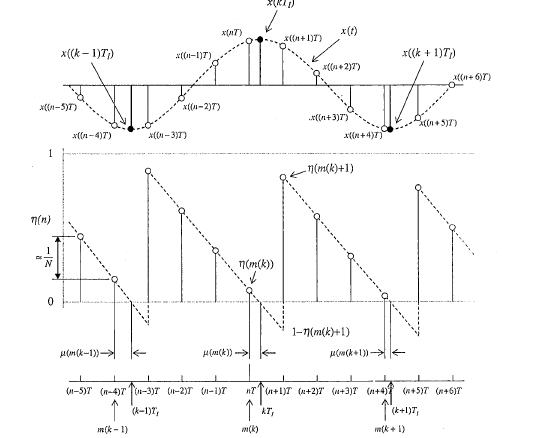 x(kT_I)
x(nT)
x((n+1)T)
x(t)
x((k−1)T_I)
x((n−1)T)
x((n+2)T)
x((k+1)T_I)
x((n+6)T)
x((n−5)T)
x((n−2)T)
x((n+3)T)
x((n−4)T)
x((n−3)T)
x((n+4)T)
x((n+5)T)
1
η(m(k)+1)
η(n)
≈ 1/N
η(m(k))
0
1−η(m(k)+1)
μ(m(k−1))
μ(m(k))
μ(m(k+1))
(n−5)T (n−4)T (n−3)T (n−2)T (n−1)T nT (n+1)T (n+2)T (n+3)T (n+4)T (n+5)T (n+6)T
(k−1)T_I kT_I (k+1)T_I
m(k−1) m(k) m(k+1)